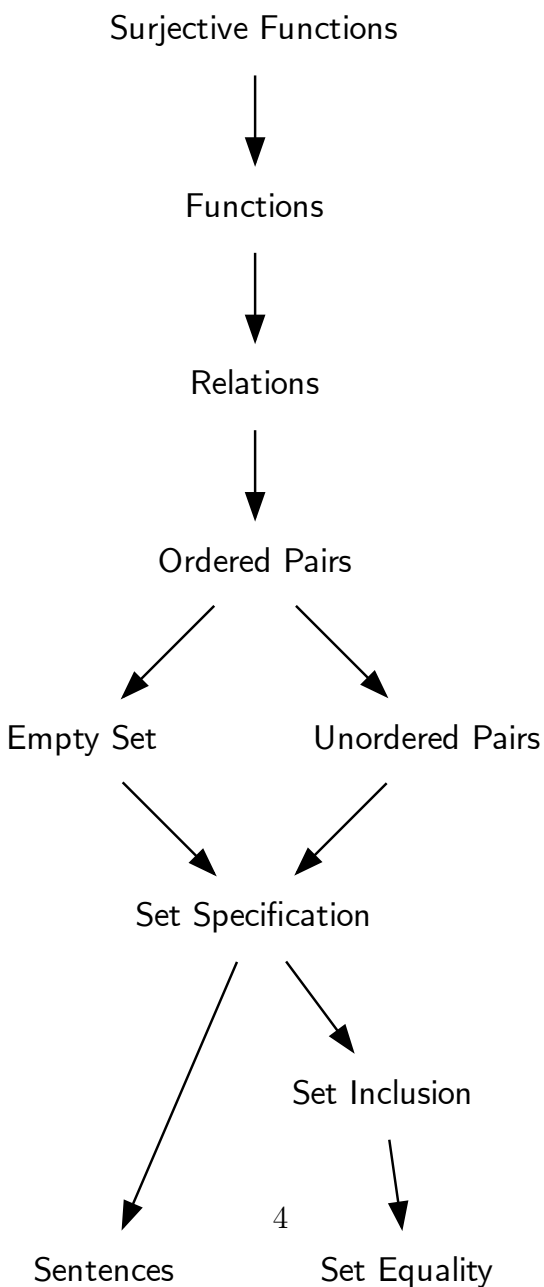 Surjective Functions
Functions
Relations
Ordered Pairs
Empty Set
Unordered Pairs
Set Specification
Set Inclusion
4
Sentences
Set Equality